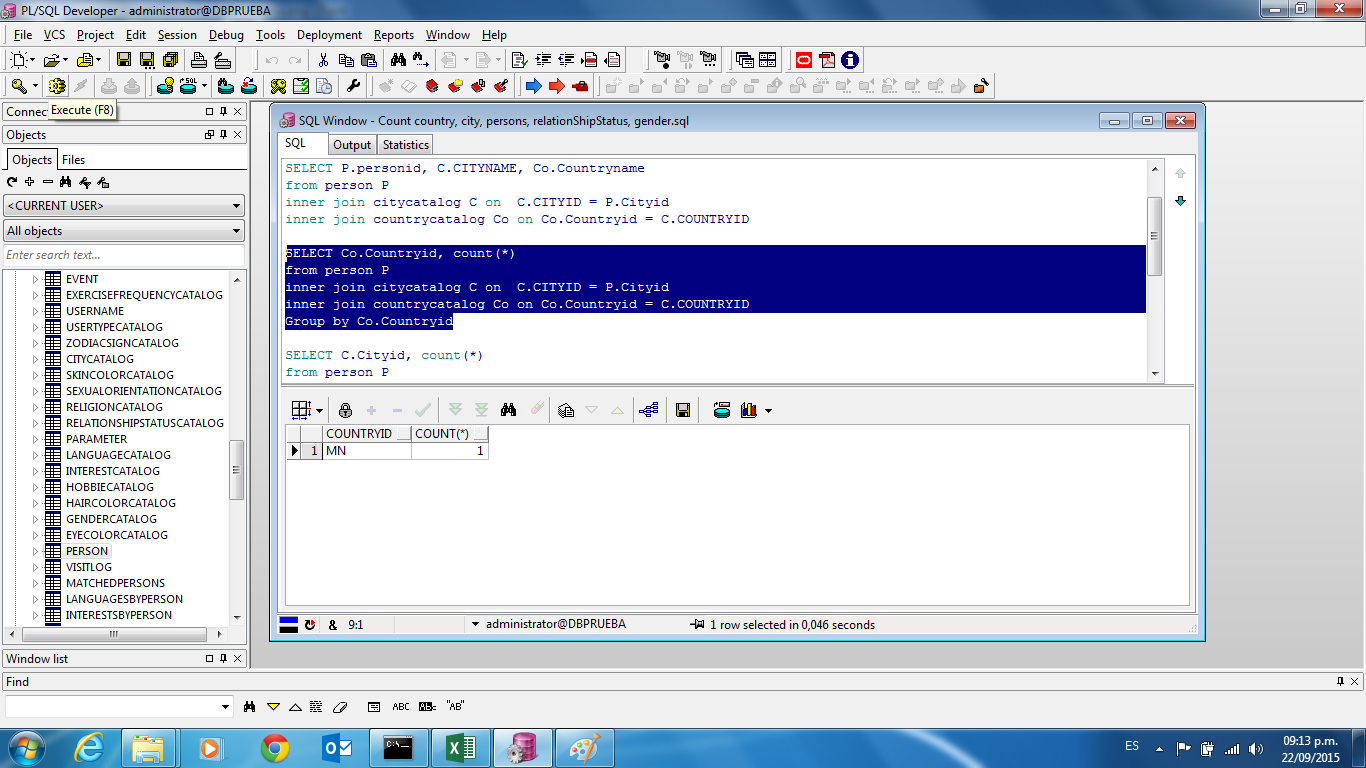 PL/SQL Developer - administrator@DBPRUEBA
File VCS Project Edit Session Debug Tools Deployment Reports Window Help
Connec
Execute (F8)
Objects
Objects Files
<CURRENT USER>
All objects
Enter search text...
EVENT
EXERCISEFREQUENCYCATALOG
USERNAME
USERTYPECATALOG
ZODIACSIGNCATALOG
CITYCATALOG
SKINCOLORCATALOG
SEXUALORIENTATIONCATALOG
RELIGIONCATALOG
RELATIONSHIPSTATUSCATALOG
PARAMETER
LANGUAGECATALOG
INTERESTCATALOG
HOBBIECATALOG
HAIRCOLORCATALOG
GENDERCATALOG
EYECOLORCATALOG
PERSON
VISITLOG
MATCHEDPERSONS
LANGUAGESBYPERSON
INTERESTSBYPERSON
Window list
SQL Window - Count country, city, persons, relationShipStatus, gender.sql
SQL Output Statistics
SELECT P.personid, C.CITYNAME, Co.Countryname
from person P
inner join citycatalog C on  C.CITYID = P.Cityid
inner join countrycatalog Co on Co.Countryid = C.COUNTRYID
SELECT Co.Countryid, count(*)
from person P
inner join citycatalog C on  C.CITYID = P.Cityid
inner join countrycatalog Co on Co.Countryid = C.COUNTRYID
Group by Co.Countryid
SELECT C.Cityid, count(*)
from person P
COUNTRYID COUNT(*)
1 MN 1
& 9:1 administrator@DBPRUEBA 1 row selected in 0,046 seconds
Find
ABC "AB"
ES
09:13 p.m.
22/09/2015